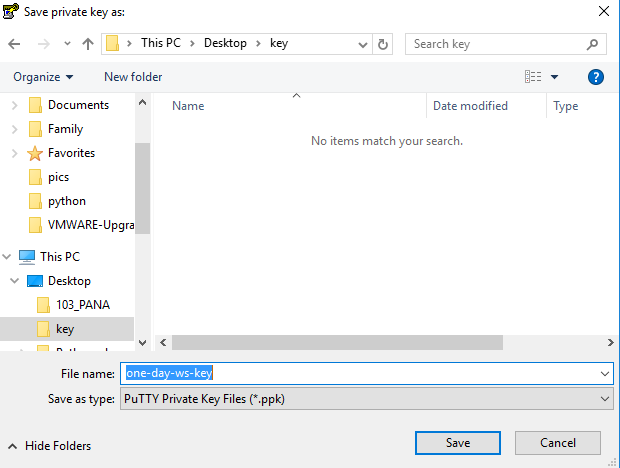 Save private key as:
This PC > Desktop > key
Search key
Organize
New folder
Documents
Family
Favorites
pics
python
VMWARE-Upgra
This PC
Desktop
103_PANA
key
Name
Date modified
Type
No items match your search.
File name:
one-day-ws-key
Save as type:
PuTTY Private Key Files (*.ppk)
Hide Folders
Save
Cancel